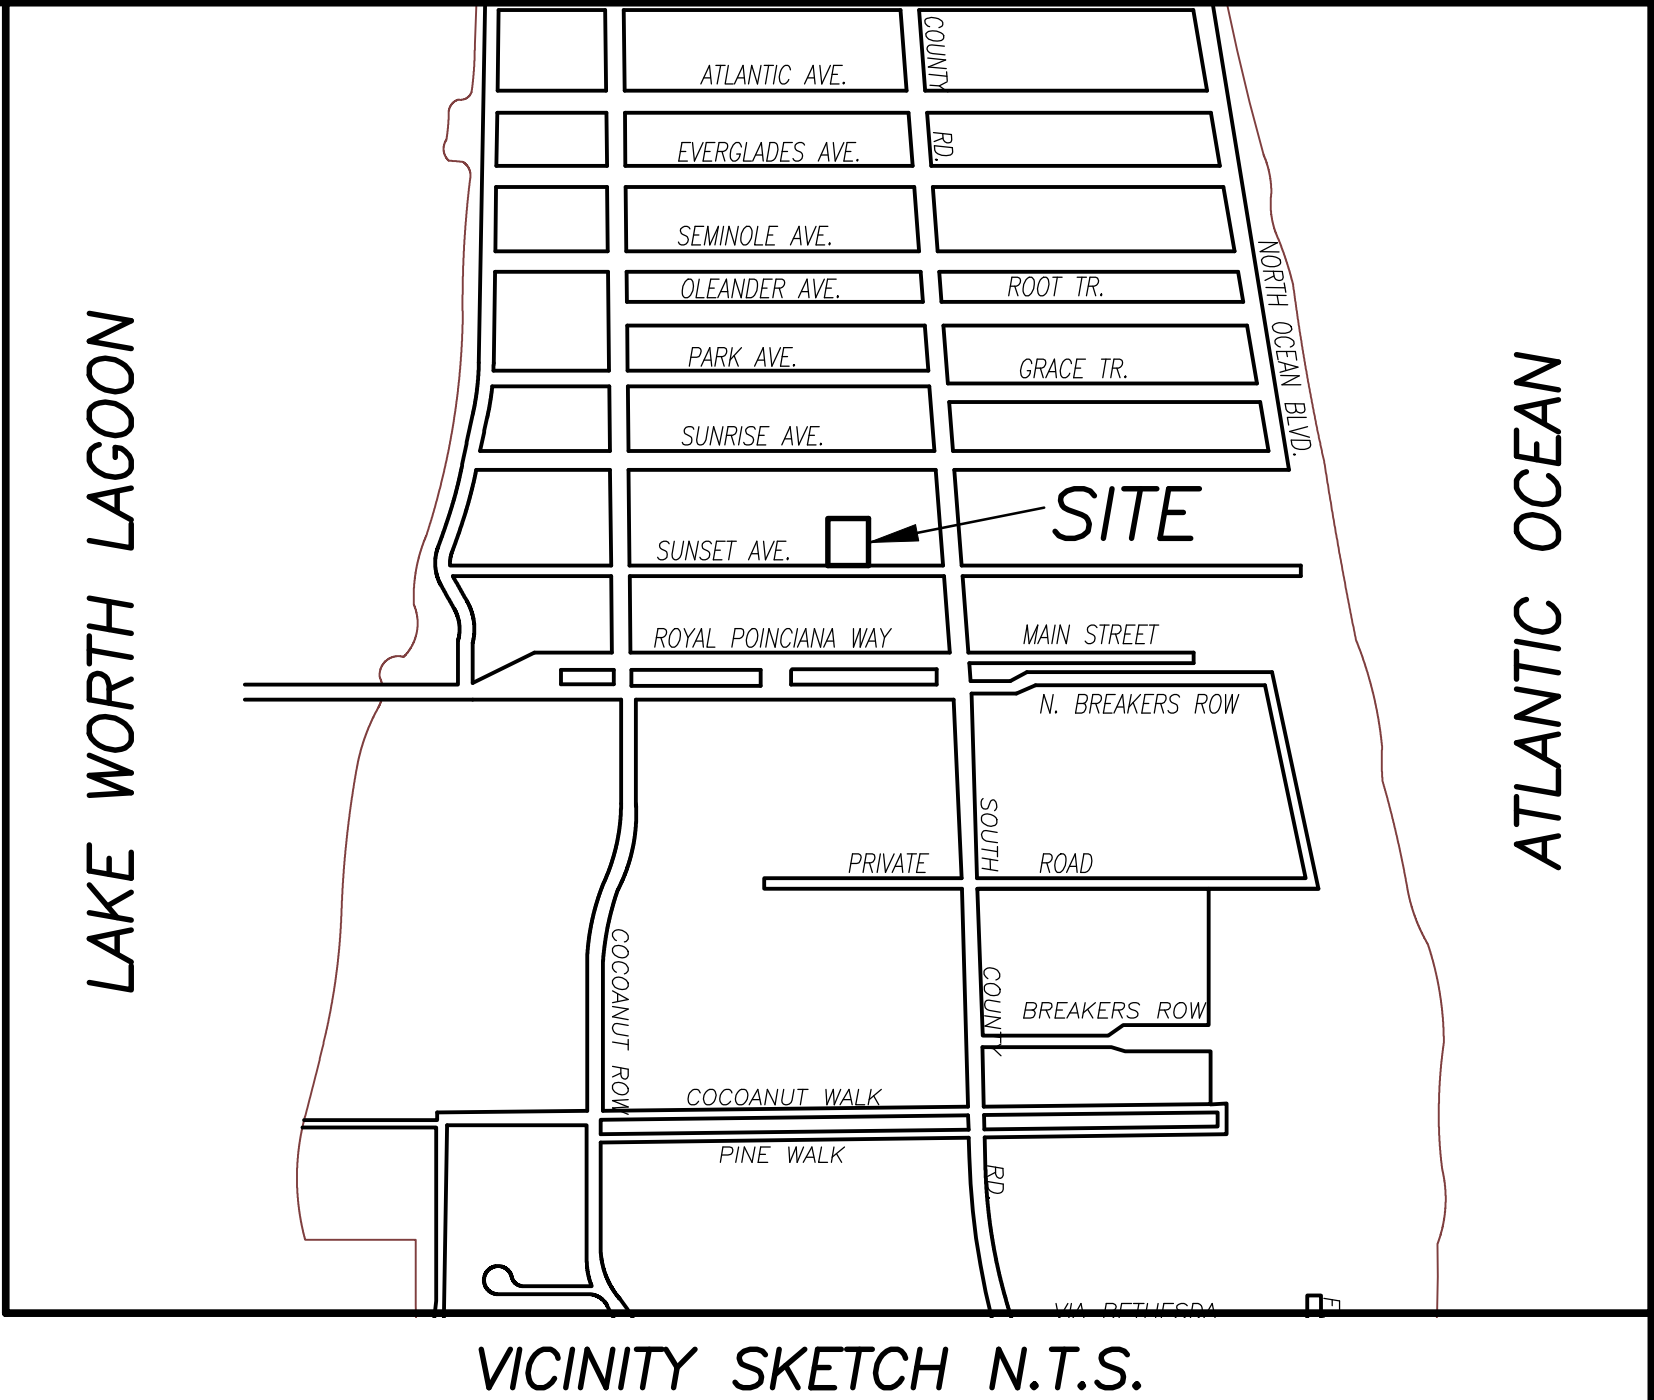 COUNTY
ATLANTIC AVE.
RD.
EVERGLADES AVE.
SEMINOLE AVE.
NORTH OCEAN BLVD.
OLEANDER AVE.
ROOT TR.
PARK AVE.
GRACE TR.
SUNRISE AVE.
LAKE WORTH LAGOON
ATLANTIC OCEAN
SITE
SUNSET AVE.
ROYAL POINCIANA WAY
MAIN STREET
N. BREAKERS ROW
SOUTH
PRIVATE
ROAD
COCOANUT ROW
COUNTY
BREAKERS ROW
COCOANUT WALK
PINE WALK
RD.
VIA BETHESDA
VICINITY SKETCH N.T.S.